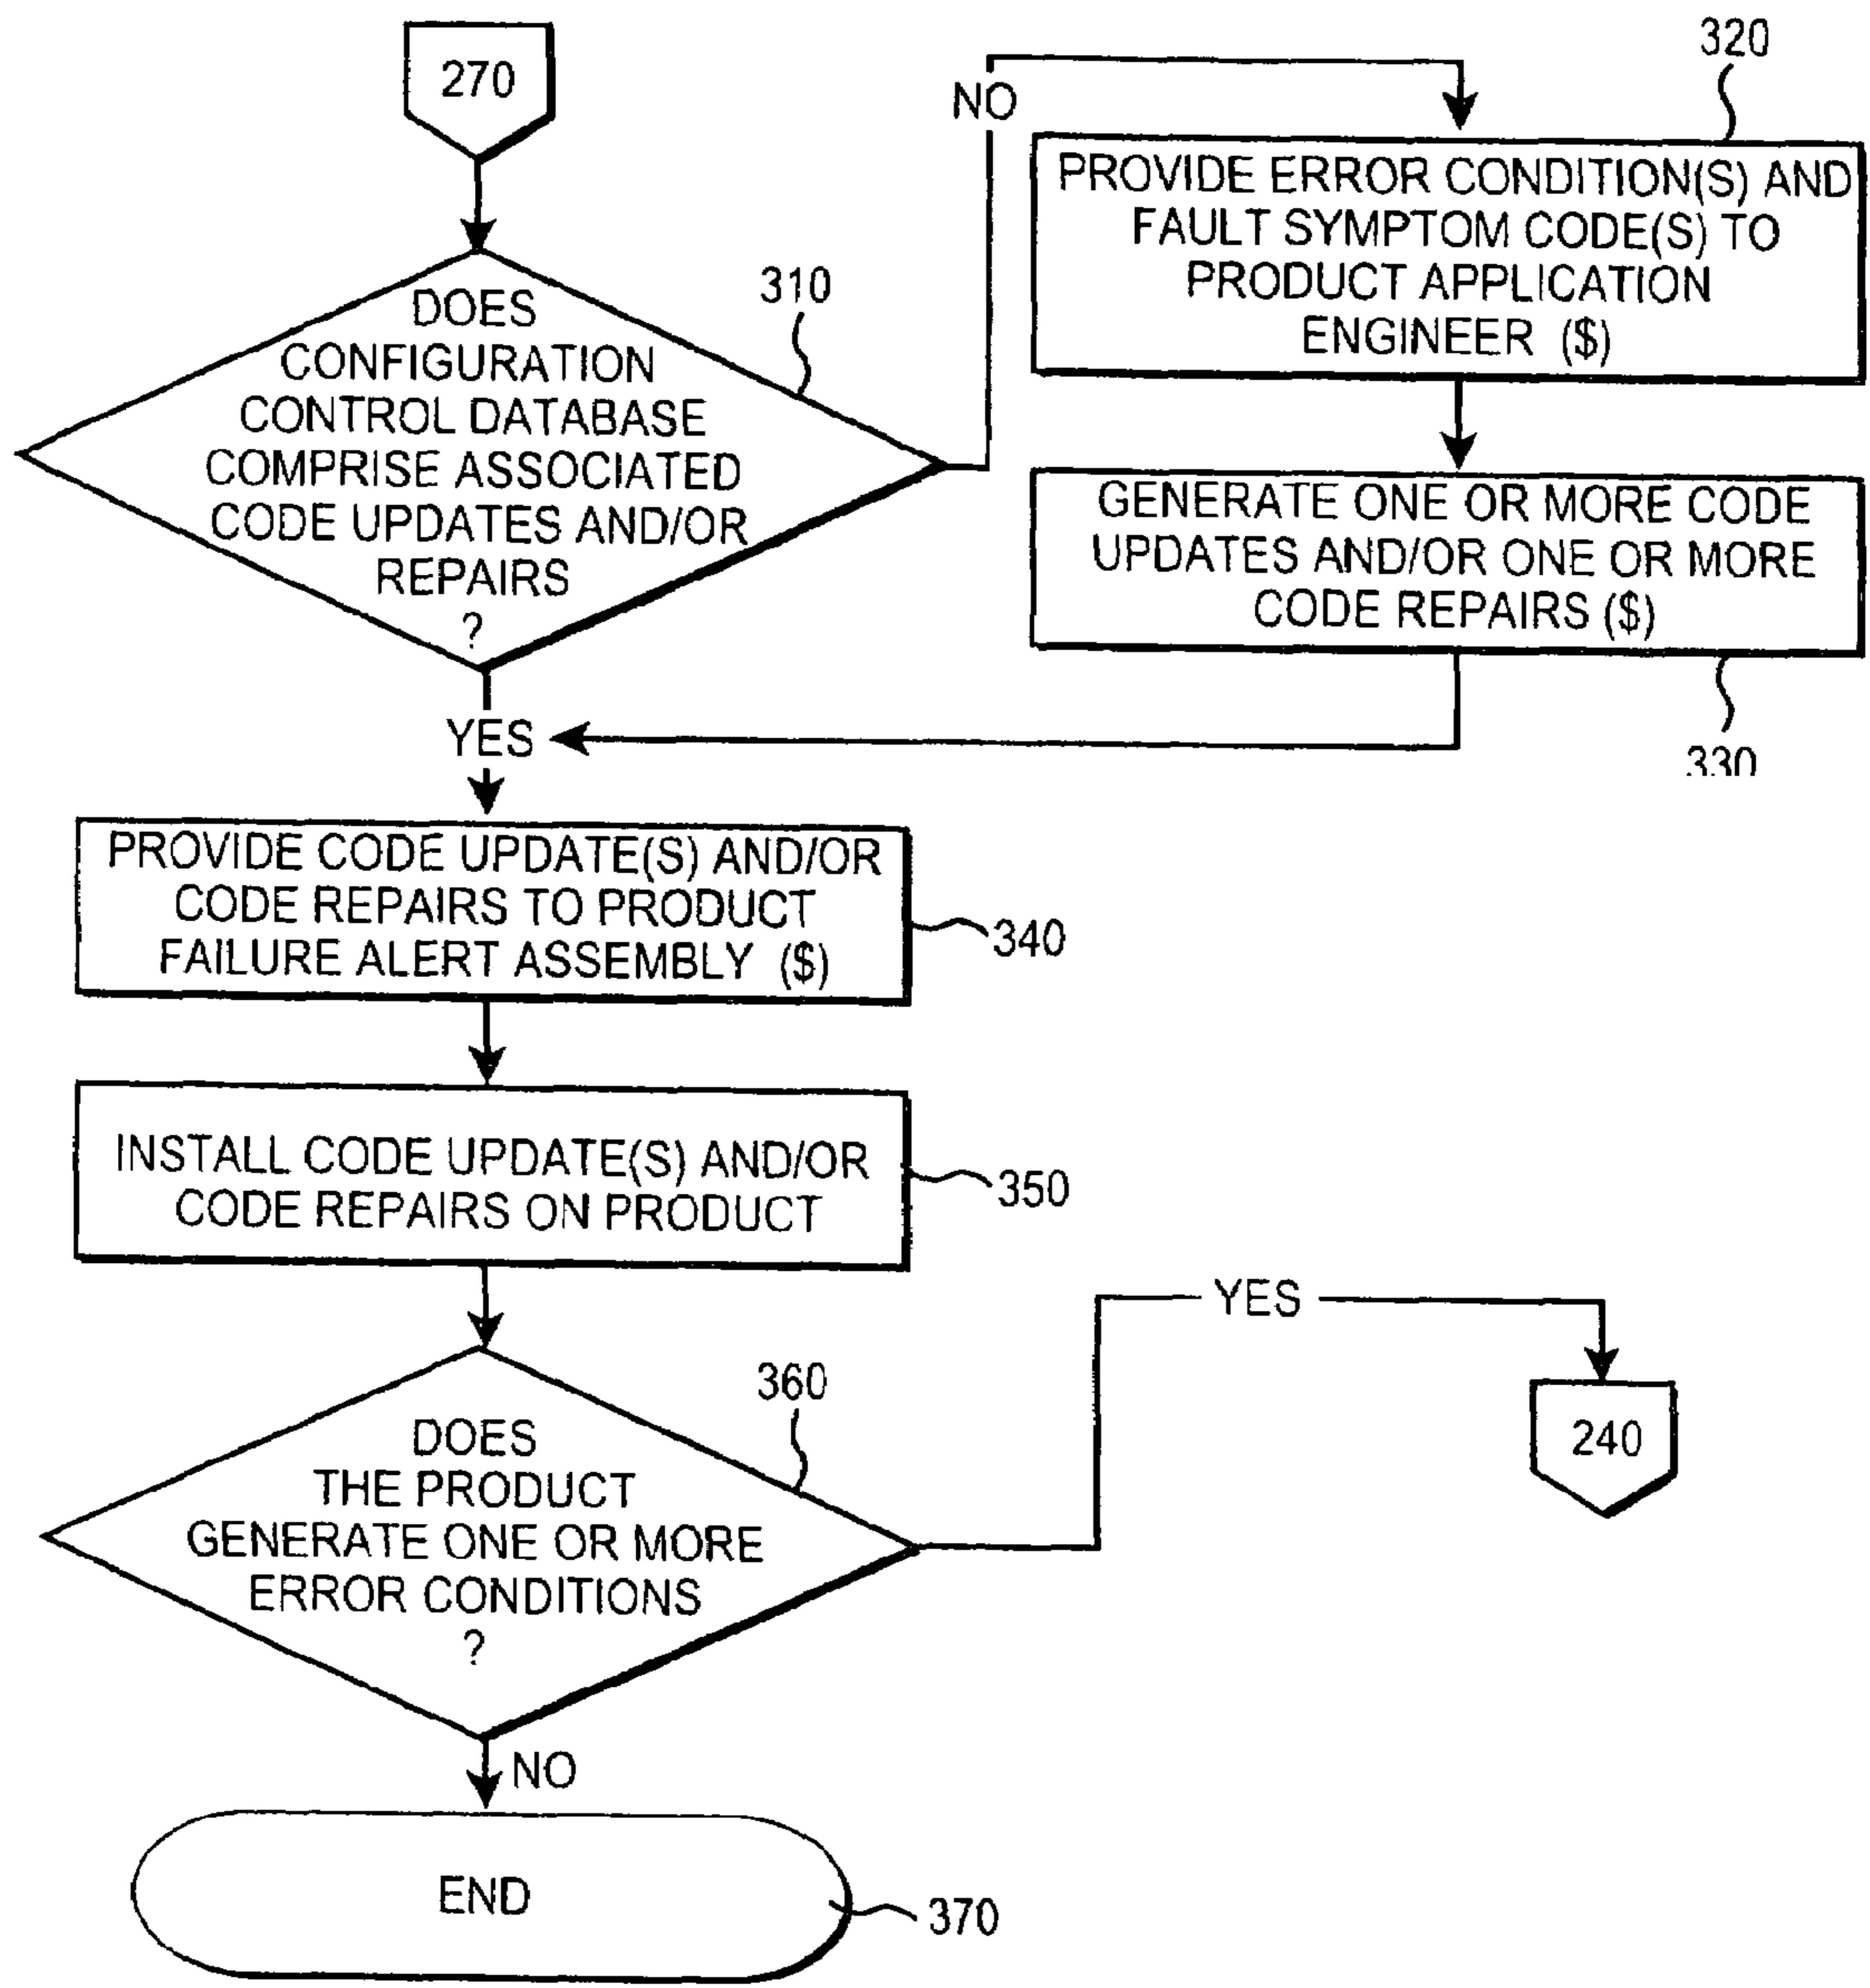 270
NO
320
PROVIDE ERROR CONDITION(S) AND
FAULT SYMPTOM CODE(S) TO
PRODUCT APPLICATION
ENGINEER ($)
310
DOES
CONFIGURATION
CONTROL DATABASE
COMPRISE ASSOCIATED
CODE UPDATES AND/OR
REPAIRS
?
GENERATE ONE OR MORE CODE
UPDATES AND/OR ONE OR MORE
CODE REPAIRS ($)
330
YES
PROVIDE CODE UPDATE(S) AND/OR
CODE REPAIRS TO PRODUCT
FAILURE ALERT ASSEMBLY ($)
340
INSTALL CODE UPDATE(S) AND/OR
CODE REPAIRS ON PRODUCT
350
YES
360
DOES
THE PRODUCT
GENERATE ONE OR MORE
ERROR CONDITIONS
?
240
NO
END
370